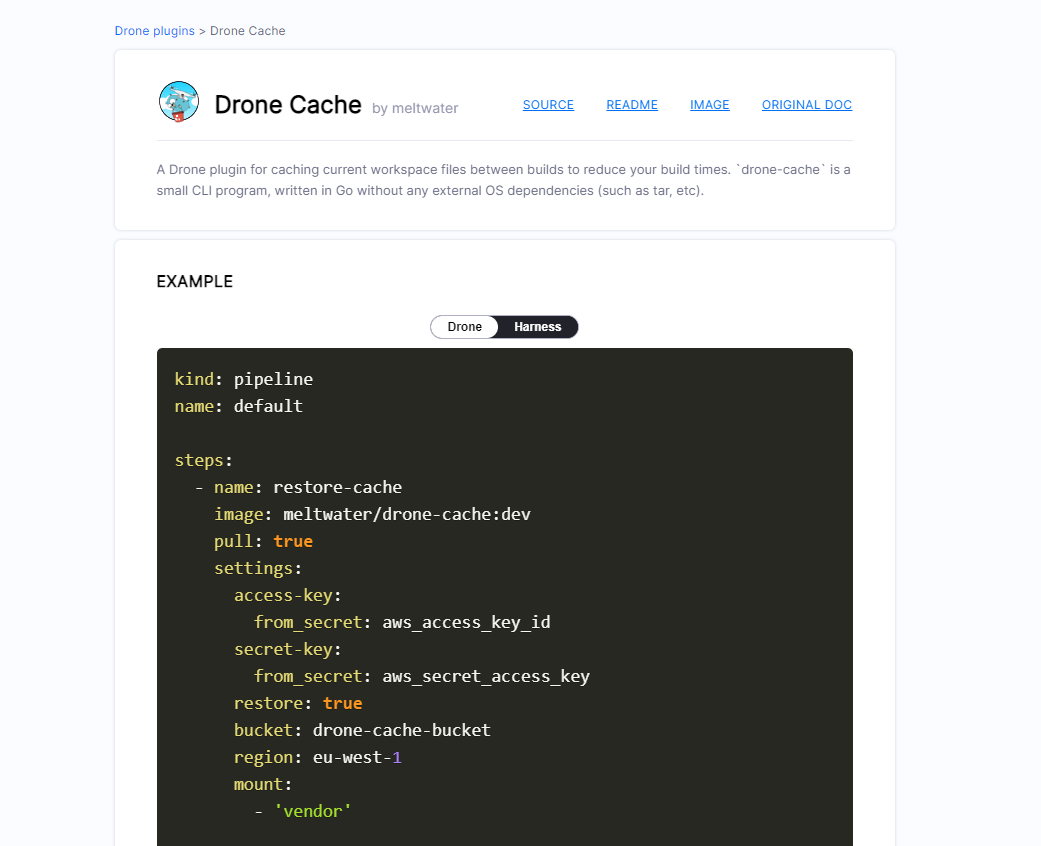 Drone plugins > Drone Cache
Drone Cache by meltwater
SOURCE README IMAGE ORIGINAL DOC
A Drone plugin for caching current workspace files between builds to reduce your build times. `drone-cache` is a
small CLI program, written in Go without any external OS dependencies (such as tar, etc).
EXAMPLE
Drone Harness
kind: pipeline
name: default

steps:
  - name: restore-cache
    image: meltwater/drone-cache:dev
    pull: true
    settings:
      access-key:
        from_secret: aws_access_key_id
      secret-key:
        from_secret: aws_secret_access_key
      restore: true
      bucket: drone-cache-bucket
      region: eu-west-1
      mount:
        - 'vendor'